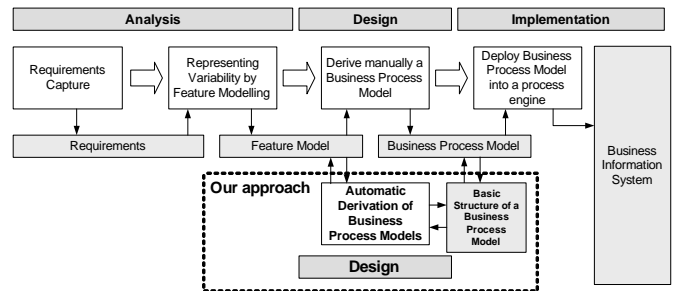 Analysis
Design
Implementation
Requirements
Capture
Representing
Variability by
Feature Modelling
Derive manually a
Business Process
Model
Deploy Business
Process Model
into a process
engine
Requirements
Feature Model
Business Process Model
Business
Information
System
Our approach
Automatic
Derivation of
Business
Process Models
Basic
Structure of a
Business
Process
Model
Design